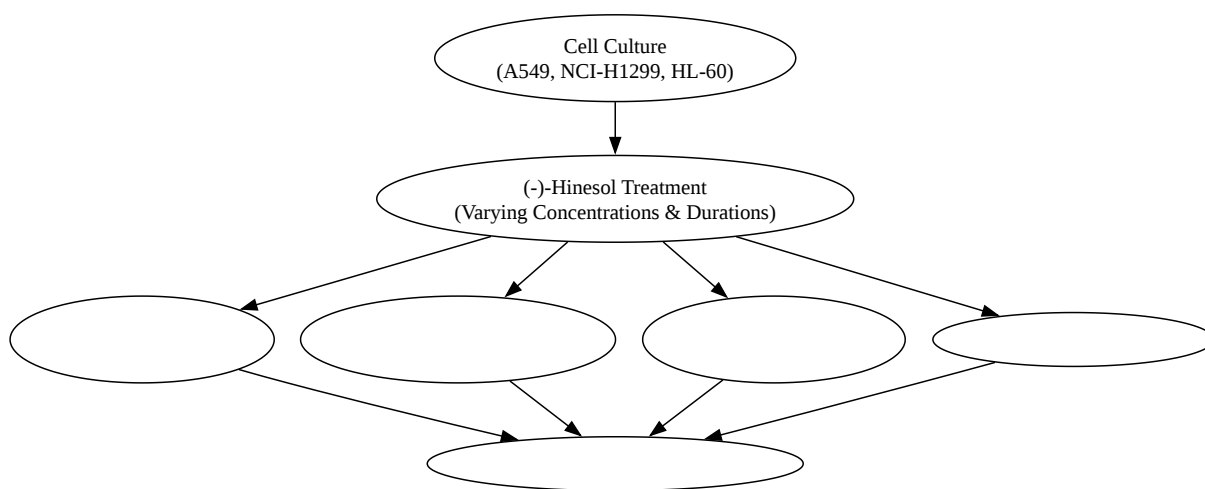 Cell Culture
(A549, NCI-H1299, HL-60)
(-)-Hinesol Treatment
(Varying Concentrations & Durations)